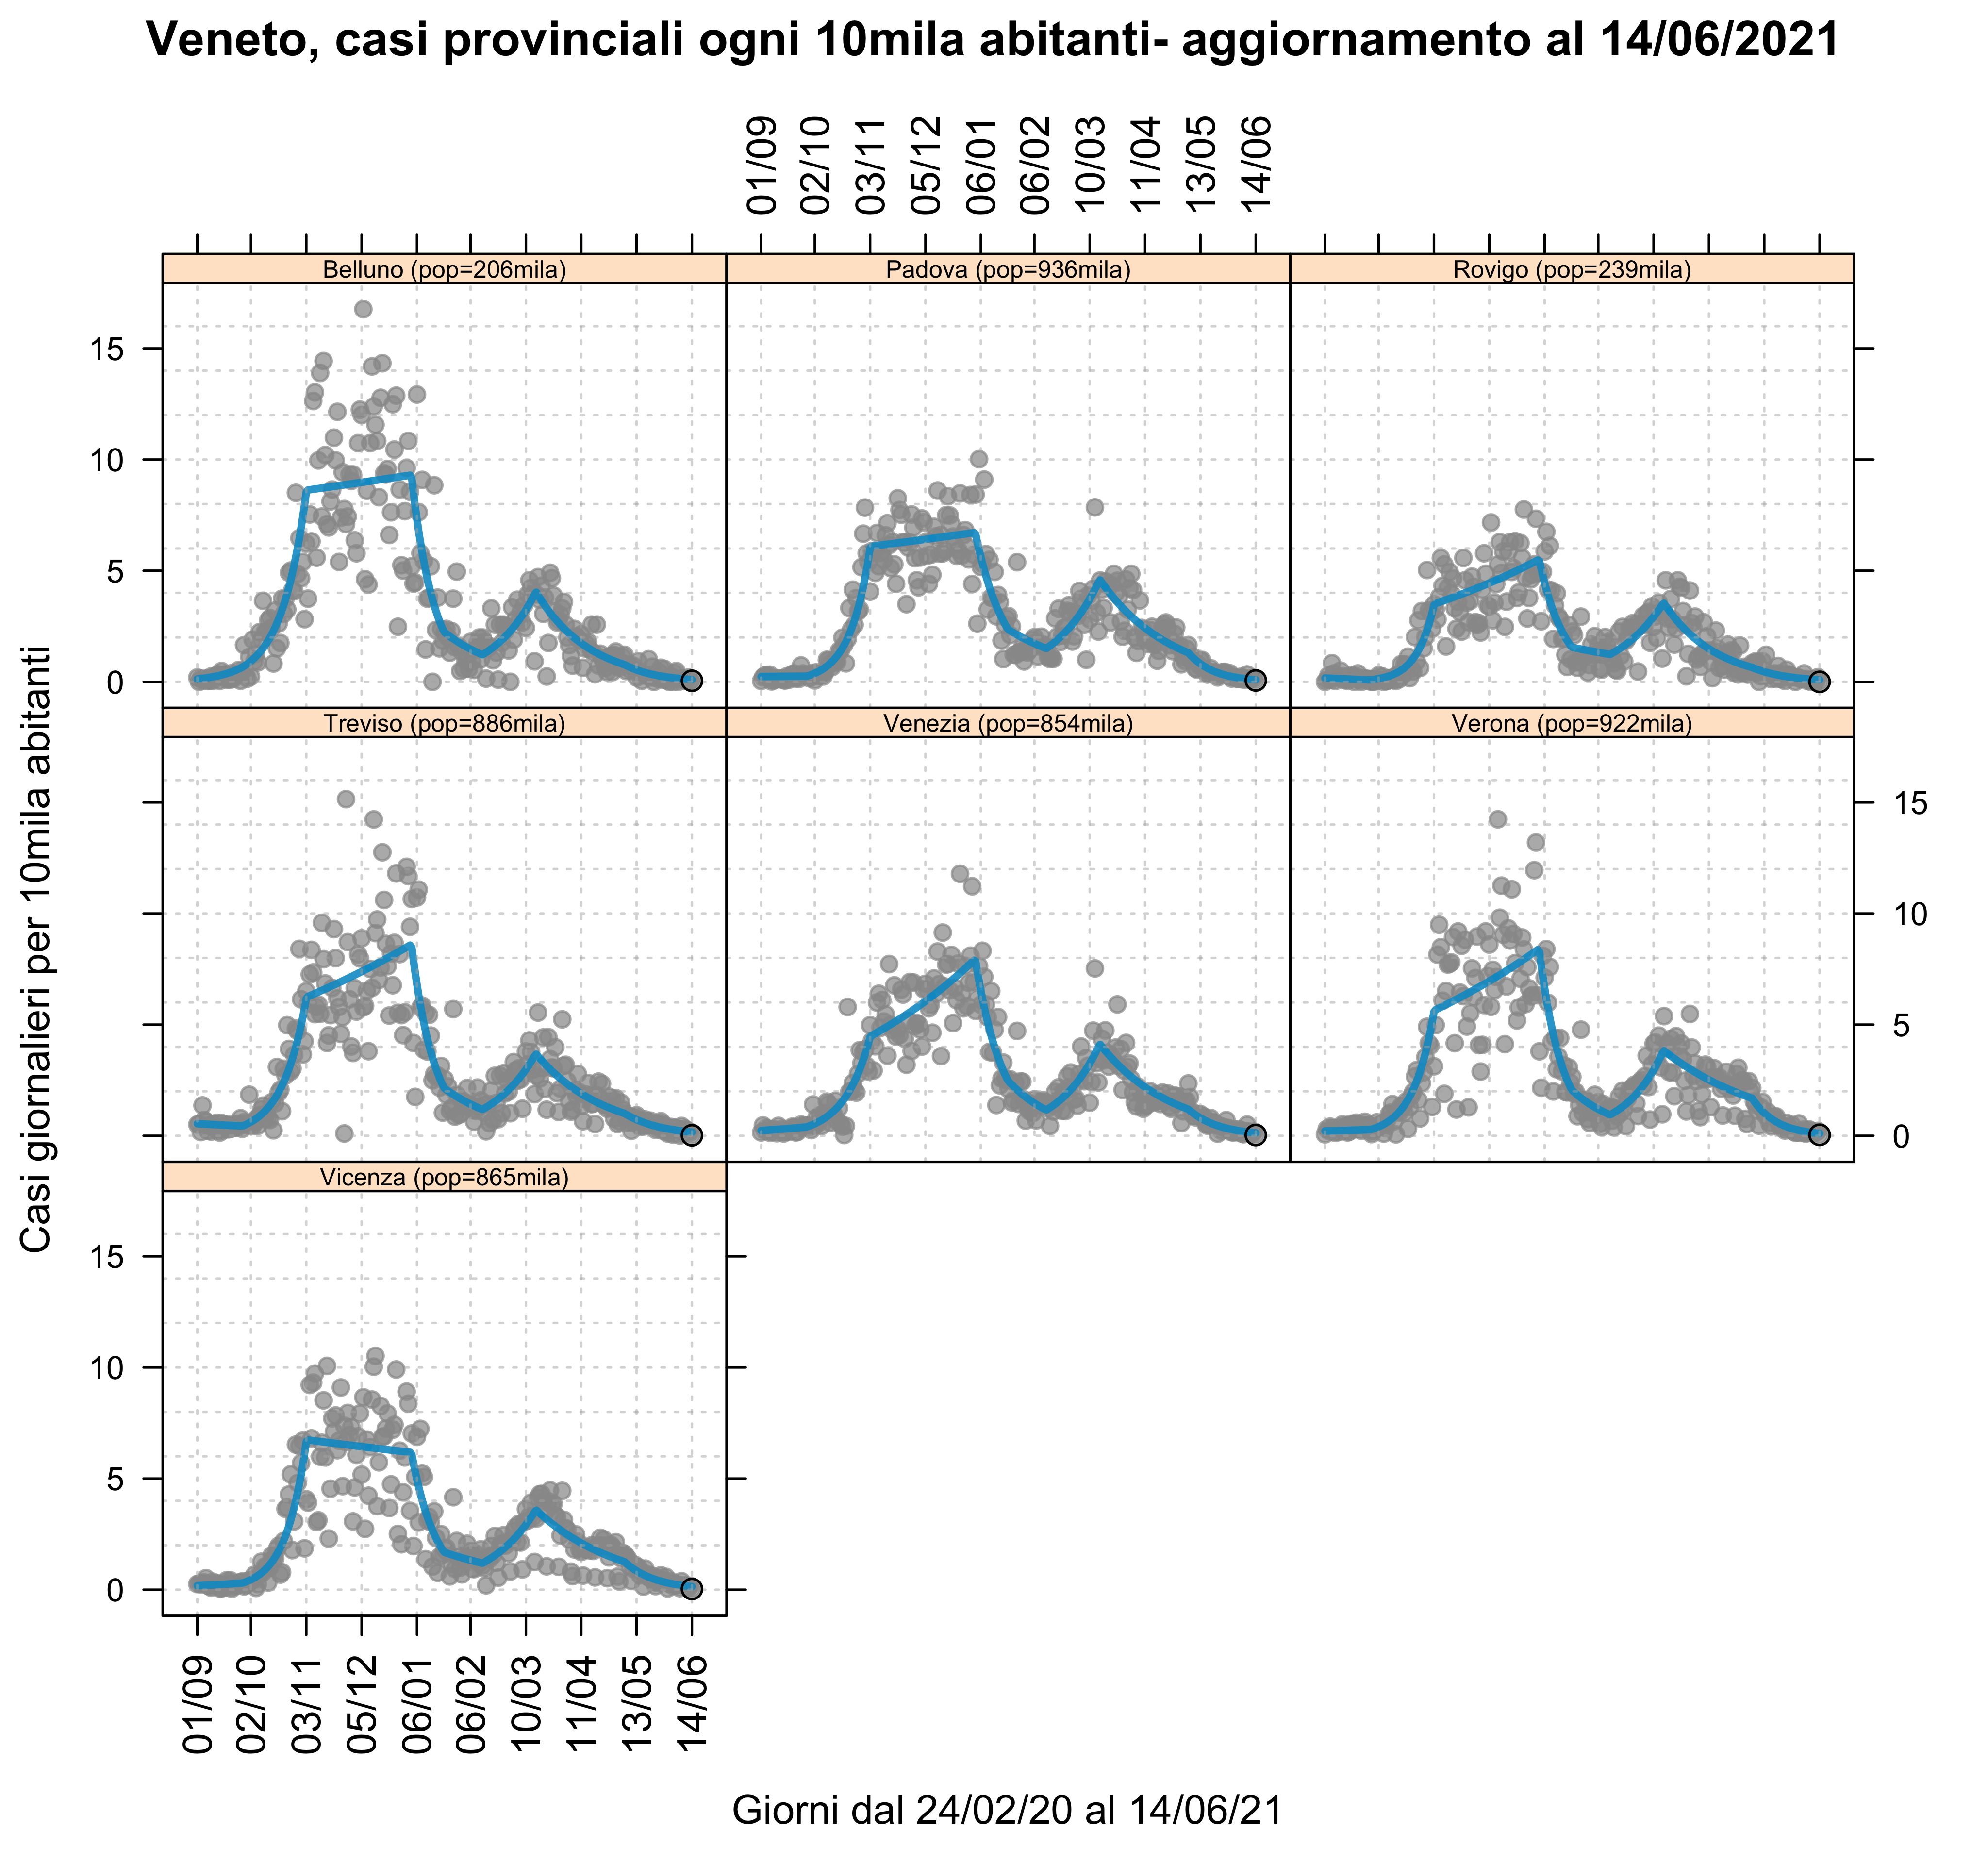 Veneto, casi provinciali ogni 10mila abitanti- aggiornamento al 14/06/2021
01/09 02/10 03/11 05/12 06/01 06/02 10/03 11/04 13/05 14/06
Belluno (pop=206mila) Padova (pop=936mila) Rovigo (pop=239mila)
15
10
5
0
Treviso (pop=886mila) Venezia (pop=854mila) Verona (pop=922mila)
15
10
5
0
Casi giornalieri per 10mila abitanti
Vicenza (pop=865mila)
15
10
5
0
01/09 02/10 03/11 05/12 06/01 06/02 10/03 11/04 13/05 14/06
Giorni dal 24/02/20 al 14/06/21